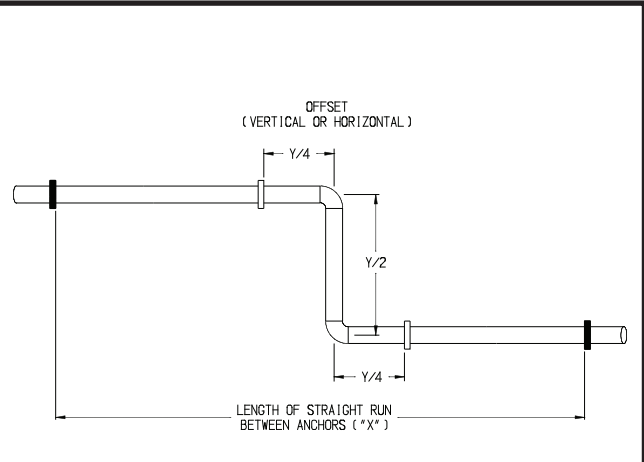 OFFSET
(VERTICAL OR HORIZONTAL)
Y/4
Y/2
Y/4
LENGTH OF STRAIGHT RUN
BETWEEN ANCHORS ("X")